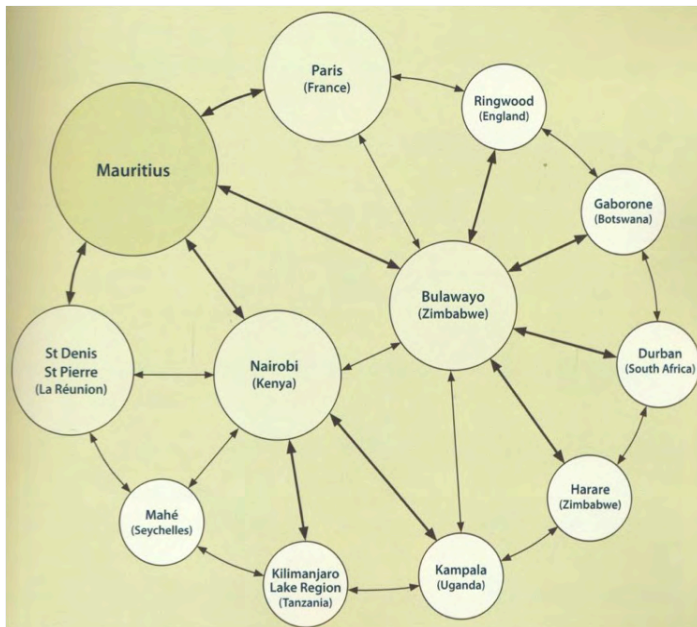 Paris
(France)
Ringwood
(England)
Mauritius
Gaborone
(Botswana)
Bulawayo
(Zimbabwe)
St Denis
St Pierre
(La Réunion)
Nairobi
(Kenya)
Durban
(South Africa)
Harare
(Zimbabwe)
Mahé
(Seychelles)
Kilimanjaro
Lake Region
(Tanzania)
Kampala
(Uganda)